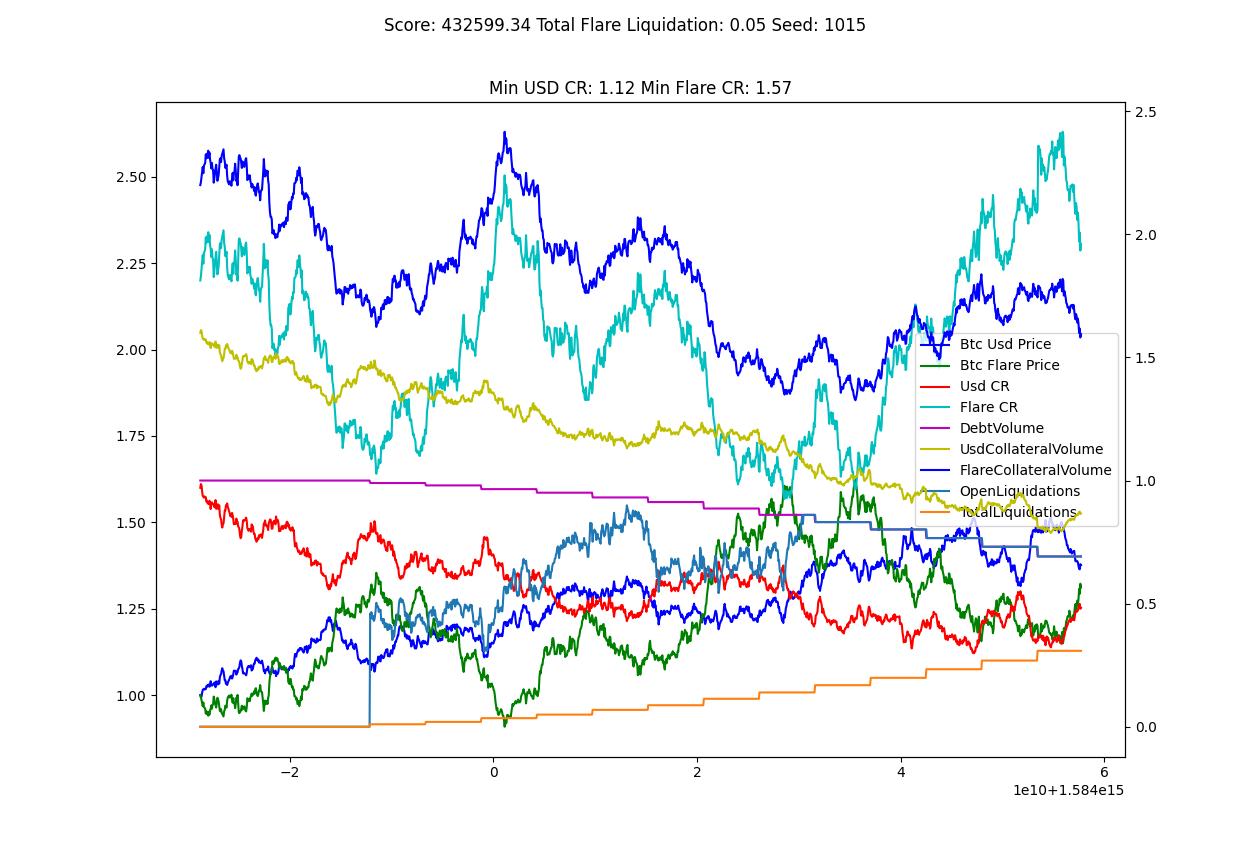 Score: 432599.34 Total Flare Liquidation: 0.05 Seed: 1015
Min USD CR: 1.12 Min Flare CR: 1.57
2.50
2.25
2.00
1.75
1.50
1.25
1.00
2.5
2.0
1.5
1.0
0.5
0.0
Btc Usd Price
Btc Flare Price
Usd CR
Flare CR
DebtVolume
UsdCollateralVolume
FlareCollateralVolume
OpenLiquidations
TotalLiquidations
−2
0
2
4
6
1e10+1.584e15